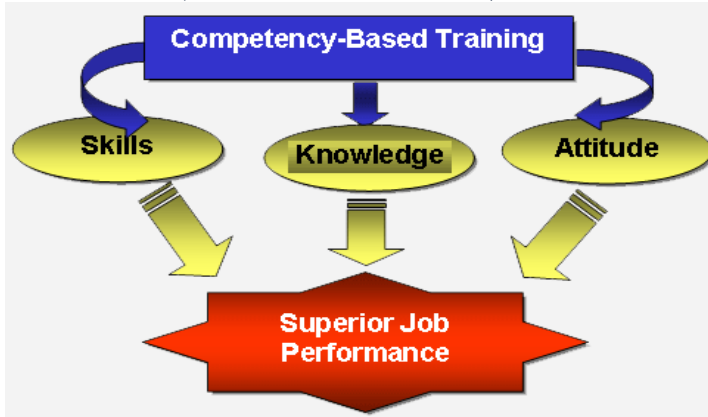 Competency-Based Training
Skills
Knowledge
Attitude
Superior Job
Performance